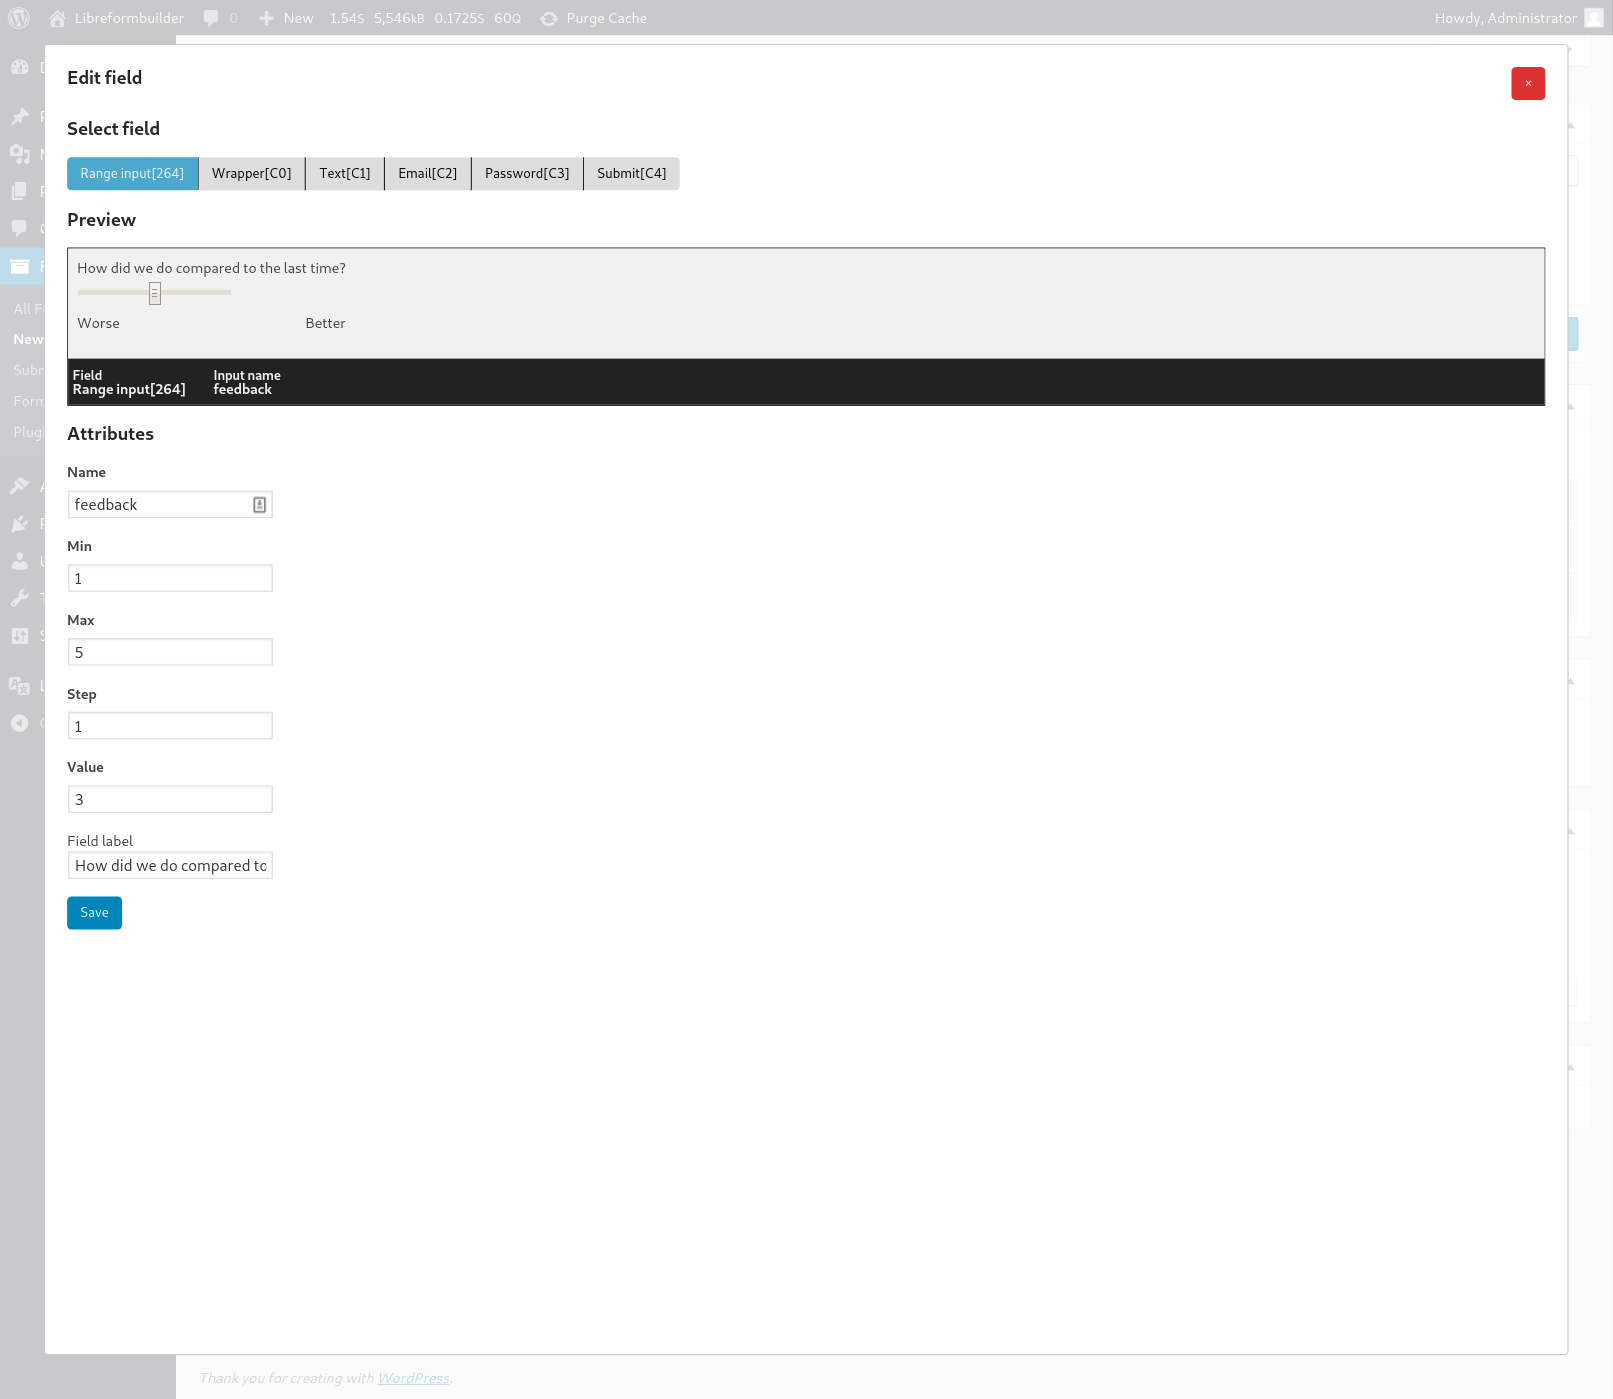 Libreformbuilder 0 New 1.54S 5,546KB 0.1725S 60Q Purge Cache Howdy, Administrator
Edit field
×
Select field
Range input[264] Wrapper[C0] Text[C1] Email[C2] Password[C3] Submit[C4]
Preview
How did we do compared to the last time?
Worse Better
Field Input name
Range input[264] feedback
Attributes
Name
feedback
Min
1
Max
5
Step
1
Value
3
Field label
How did we do compared to
Save
All F
New
Subr
Form
Plugi
Thank you for creating with WordPress.